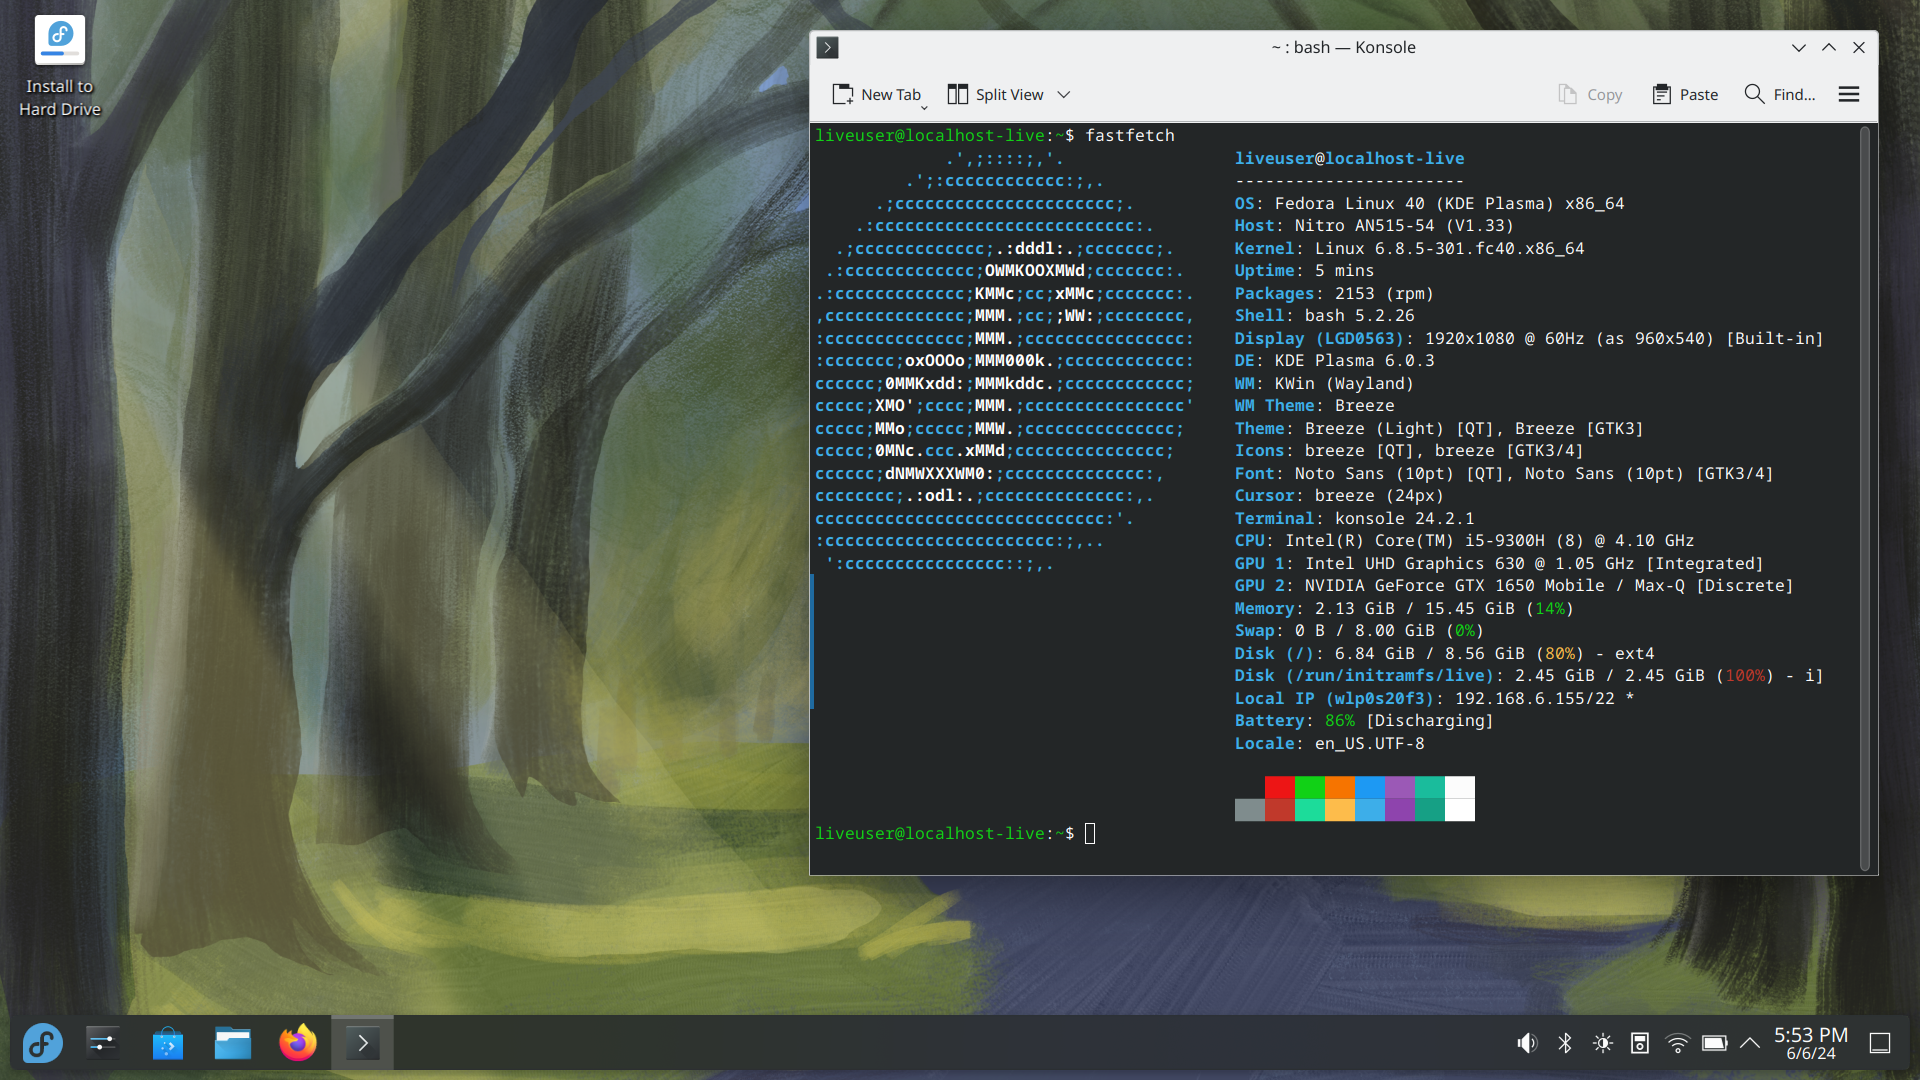 Install to
Hard Drive
~ : bash — Konsole
New Tab
Split View
Copy
Paste
Find...
liveuser@localhost-live:~$ fastfetch
.',;::::;,'.
.';:cccccccccccc:;,.
.;cccccccccccccccccccccc;.
.:cccccccccccccccccccccccccc:.
.;ccccccccccccc;.:dddl:.;ccccccc;.
.:ccccccccccccc;OWMKOOXMWd;ccccccc:.
.:ccccccccccccc;KMMc;cc;xMMc;ccccccc:.
,cccccccccccccc;MMM.;cc;;WW:;cccccccc,
:cccccccccccccc;MMM.;cccccccccccccccc:
:ccccccc;oxOOOo;MMM000k.;cccccccccccc:
cccccc;0MMKxdd:;MMMkddc.;cccccccccccc;
ccccc;XMO';cccc;MMM.;cccccccccccccccc'
ccccc;MMo;ccccc;MMW.;ccccccccccccccc;
ccccc;0MNc.ccc.xMMd;ccccccccccccccc;
cccccc;dNMWXXXWM0:;cccccccccccccc:,
cccccccc;.:odl:.;cccccccccccccc:,.
ccccccccccccccccccccccccccccc:'.
:ccccccccccccccccccccccc:;,..
':cccccccccccccccc::;,.
liveuser@localhost-live
-----------------------
OS: Fedora Linux 40 (KDE Plasma) x86_64
Host: Nitro AN515-54 (V1.33)
Kernel: Linux 6.8.5-301.fc40.x86_64
Uptime: 5 mins
Packages: 2153 (rpm)
Shell: bash 5.2.26
Display (LGD0563): 1920x1080 @ 60Hz (as 960x540) [Built-in]
DE: KDE Plasma 6.0.3
WM: KWin (Wayland)
WM Theme: Breeze
Theme: Breeze (Light) [QT], Breeze [GTK3]
Icons: breeze [QT], breeze [GTK3/4]
Font: Noto Sans (10pt) [QT], Noto Sans (10pt) [GTK3/4]
Cursor: breeze (24px)
Terminal: konsole 24.2.1
CPU: Intel(R) Core(TM) i5-9300H (8) @ 4.10 GHz
GPU 1: Intel UHD Graphics 630 @ 1.05 GHz [Integrated]
GPU 2: NVIDIA GeForce GTX 1650 Mobile / Max-Q [Discrete]
Memory: 2.13 GiB / 15.45 GiB (14%)
Swap: 0 B / 8.00 GiB (0%)
Disk (/): 6.84 GiB / 8.56 GiB (80%) - ext4
Disk (/run/initramfs/live): 2.45 GiB / 2.45 GiB (100%) - i]
Local IP (wlp0s20f3): 192.168.6.155/22 *
Battery: 86% [Discharging]
Locale: en_US.UTF-8
liveuser@localhost-live:~$
5:53 PM
6/6/24